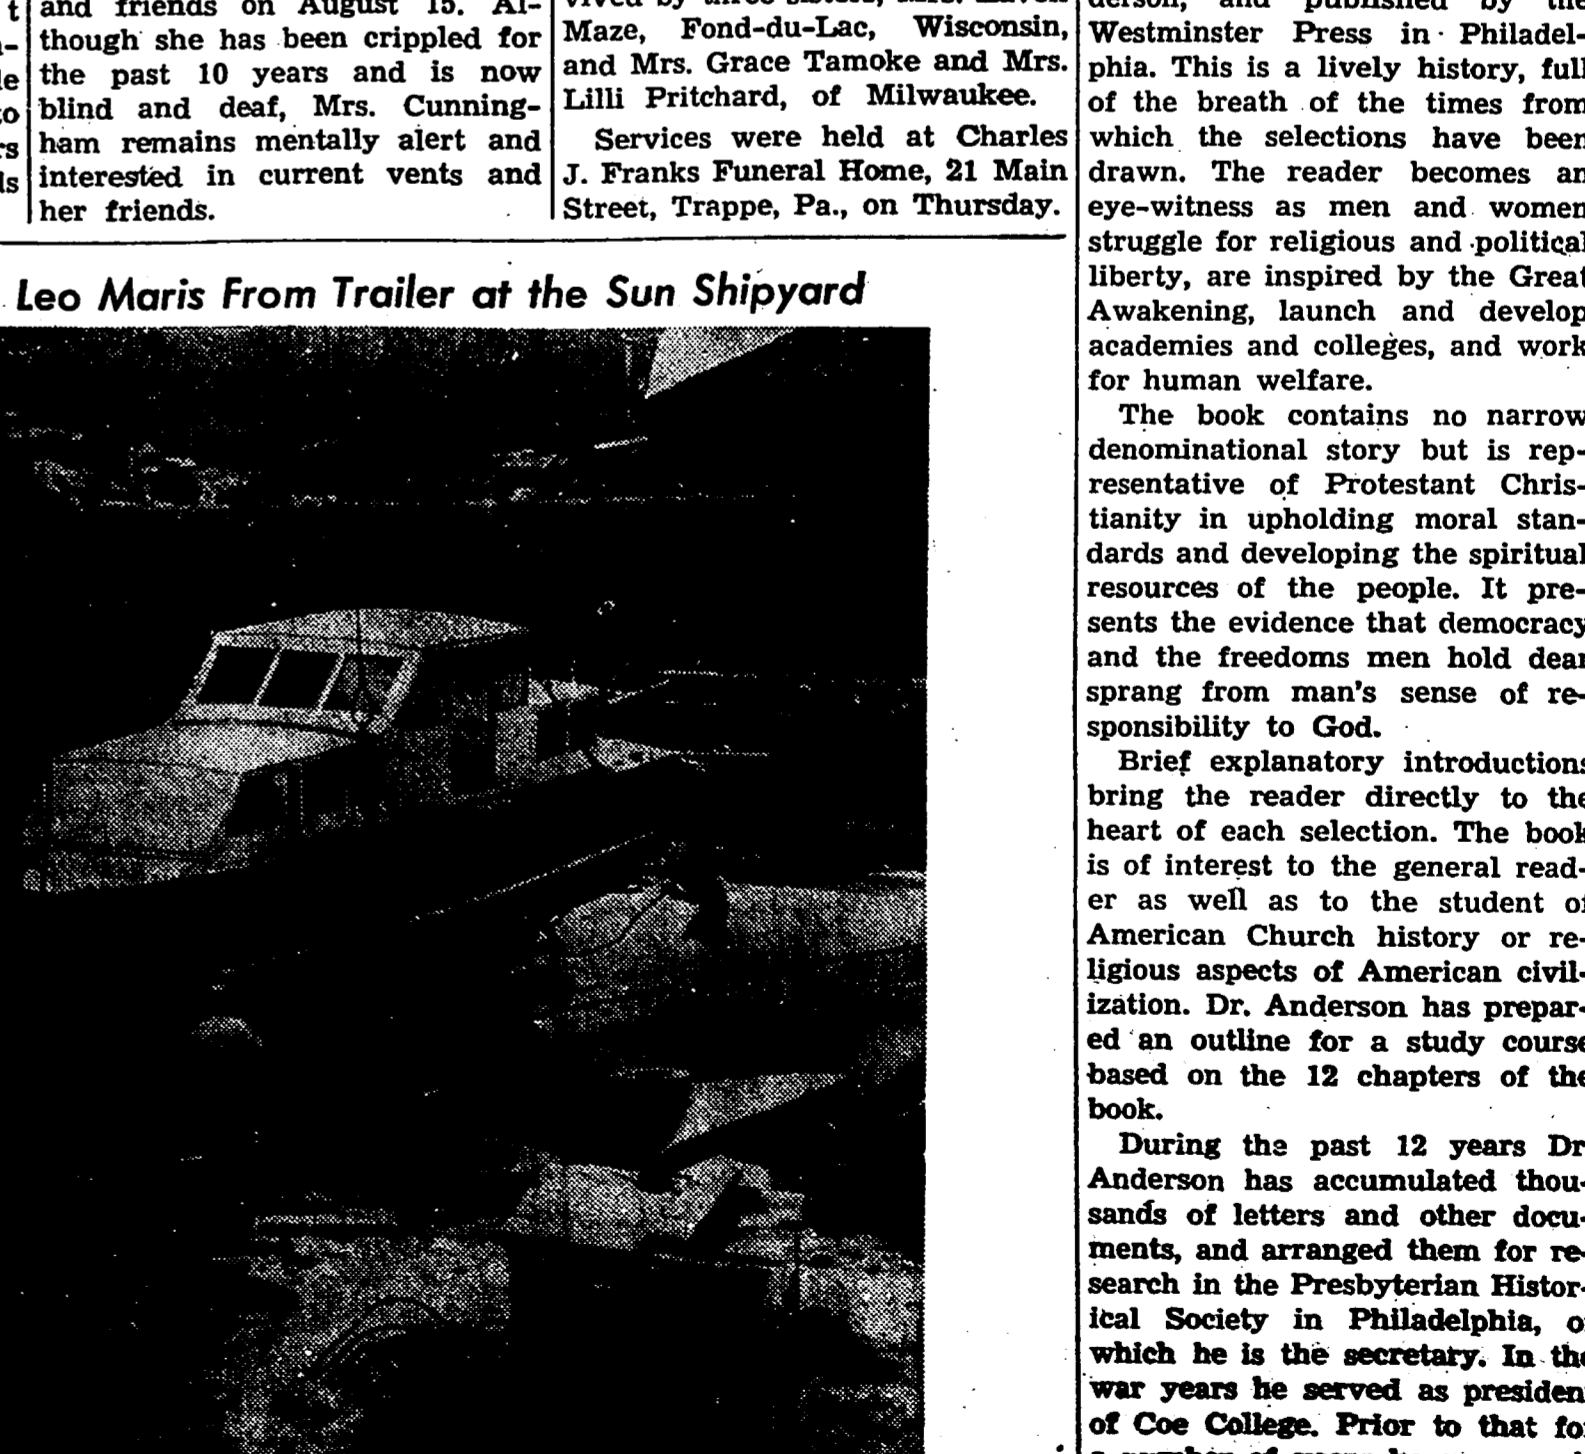 t
and friends on August 15. Al-
though she has been crippled for
the past 10 years and is now
blind and deaf, Mrs. Cunning-
ham remains mentally alert and
interested in current vents and
her friends.
Maze, Fond-du-Lac, Wisconsin,
and Mrs. Grace Tamoke and Mrs.
Lilli Pritchard, of Milwaukee.
Services were held at Charles
J. Franks Funeral Home, 21 Main
Street, Trappe, Pa., on Thursday.
Leo Maris From Trailer at the Sun Shipyard
derson, and published by the
Westminster Press in Philadel-
phia. This is a lively history, full
of the breath of the times from
which the selections have been
drawn. The reader becomes an
eye-witness as men and women
struggle for religious and political
liberty, are inspired by the Great
Awakening, launch and develop
academies and colleges, and work
for human welfare.
The book contains no narrow
denominational story but is rep-
resentative of Protestant Chris-
tianity in upholding moral stan-
dards and developing the spiritual
resources of the people. It pre-
sents the evidence that democracy
and the freedoms men hold dear
sprang from man's sense of re-
sponsibility to God.
Brief explanatory introductions
bring the reader directly to the
heart of each selection. The book
is of interest to the general read-
er as well as to the student of
American Church history or re-
ligious aspects of American civil-
ization. Dr. Anderson has prepar-
ed an outline for a study course
based on the 12 chapters of the
book.
During the past 12 years Dr
Anderson has accumulated thou-
sands of letters and other docu-
ments, and arranged them for re-
search in the Presbyterian Histor-
ical Society in Philadelphia, o
which he is the secretary. In the
war years he served as presiden
of Coe College. Prior to that fo